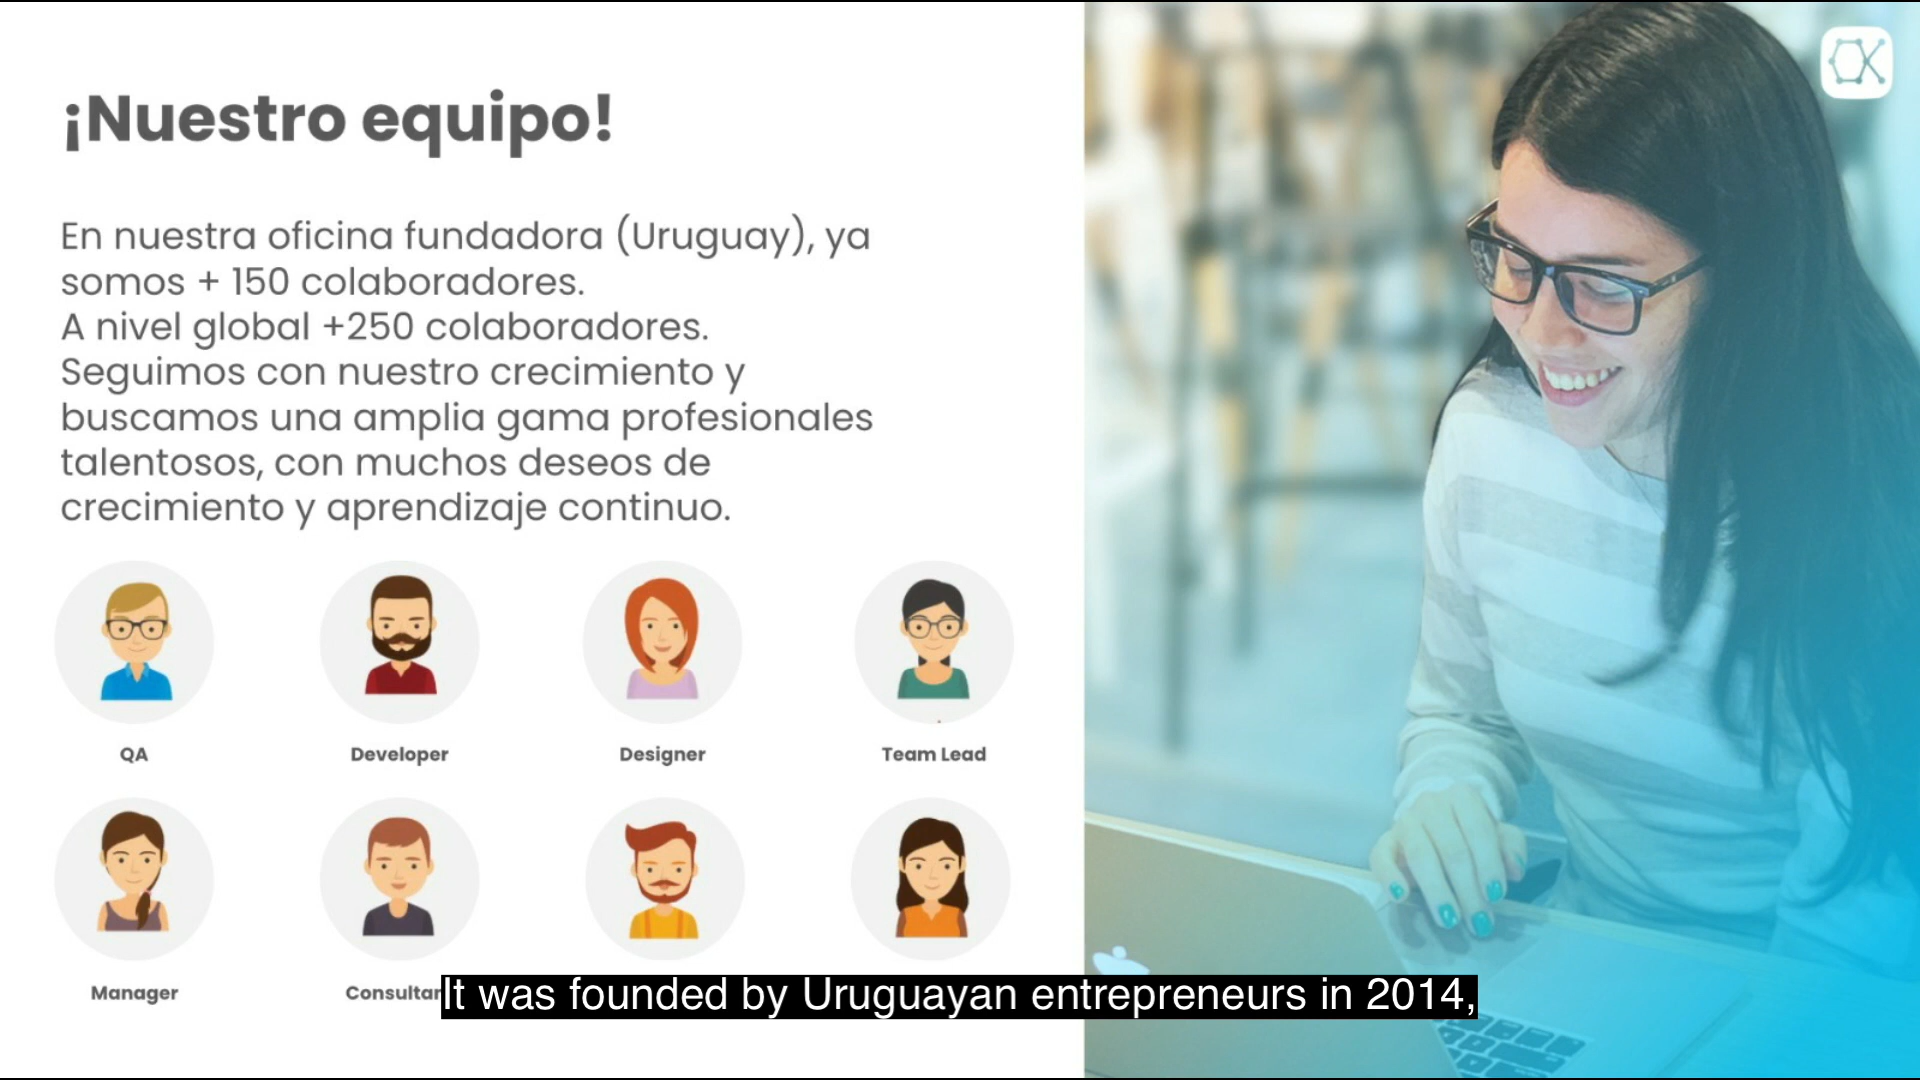 ¡Nuestro equipo!
En nuestra oficina fundadora (Uruguay), ya
somos + 150 colaboradores.
A nivel global +250 colaboradores.
Seguimos con nuestro crecimiento y
buscamos una amplia gama profesionales
talentosos, con muchos deseos de
crecimiento y aprendizaje continuo.
QA
Developer
Designer
Team Lead
Manager
It was founded by Uruguayan entrepreneurs in 2014,